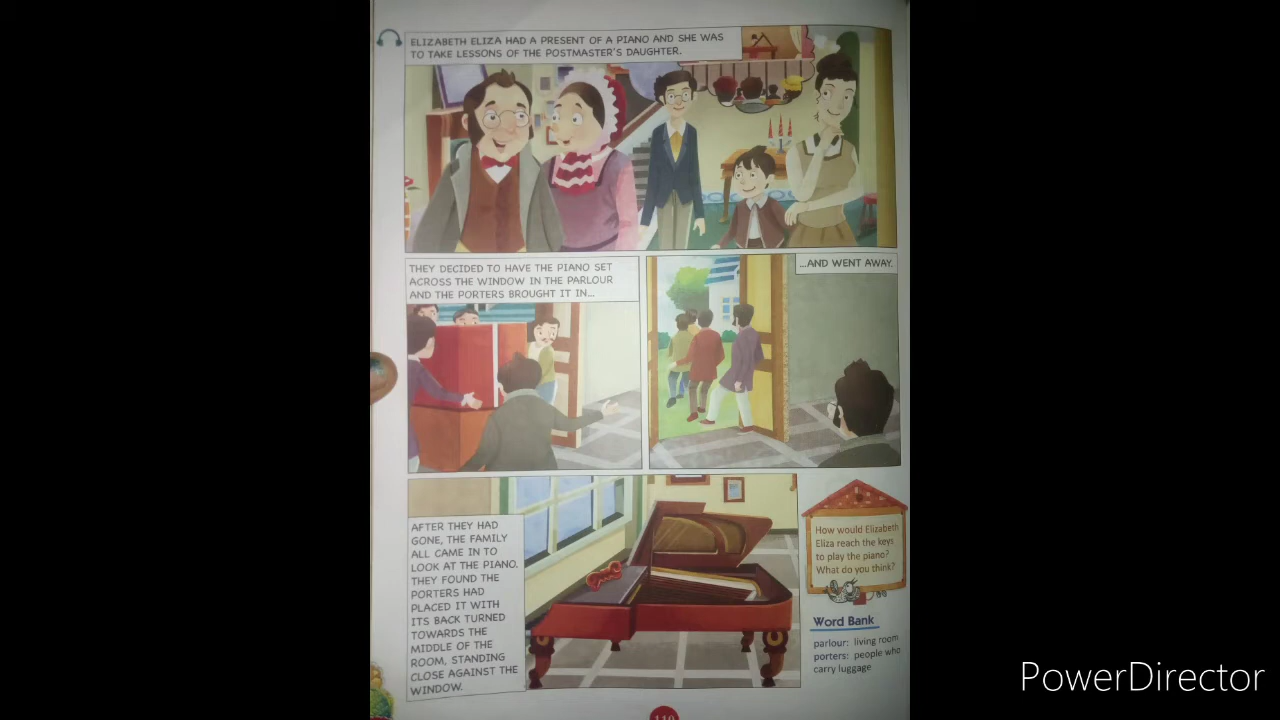 ELIZABETH ELIZA HAD A PRESENT OF A PIANO AND SHE WAS
TO TAKE LESSONS OF THE POSTMASTER'S DAUGHTER.
THEY DECIDED TO HAVE THE PIANO SET
ACROSS THE WINDOW IN THE PARLOUR
AND THE PORTERS BROUGHT IT IN...
...AND WENT AWAY.
AFTER THEY HAD
GONE, THE FAMILY
ALL CAME IN TO
LOOK AT THE PIANO.
THEY FOUND THE
PORTERS HAD
PLACED IT WITH
ITS BACK TURNED
TOWARDS THE
MIDDLE OF THE
ROOM, STANDING
CLOSE AGAINST THE
WINDOW.
How would Elizabeth
Eliza reach the keys
to play the piano?
What do you think?
Word Bank
parlour: living room
porters: people who
carry luggage
110
PowerDirector